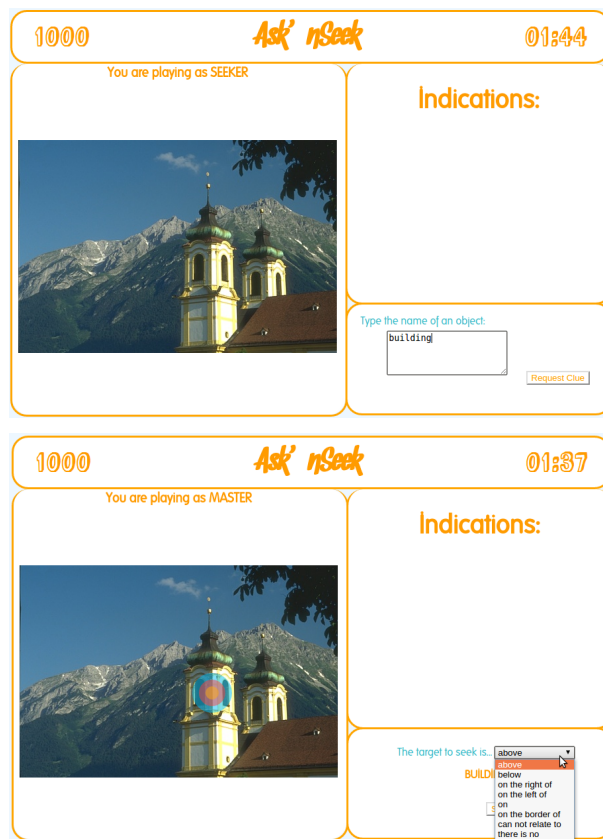 1000
Ask' nSeek
01:44
You are playing as SEEKER
Indications:
Type the name of an object:
building
Request Clue
1000
Ask' nSeek
01:37
You are playing as MASTER
Indications:
The target to seek is... above
above
below
on the right of
on the left of
on
on the border of
can not relate to
there is no